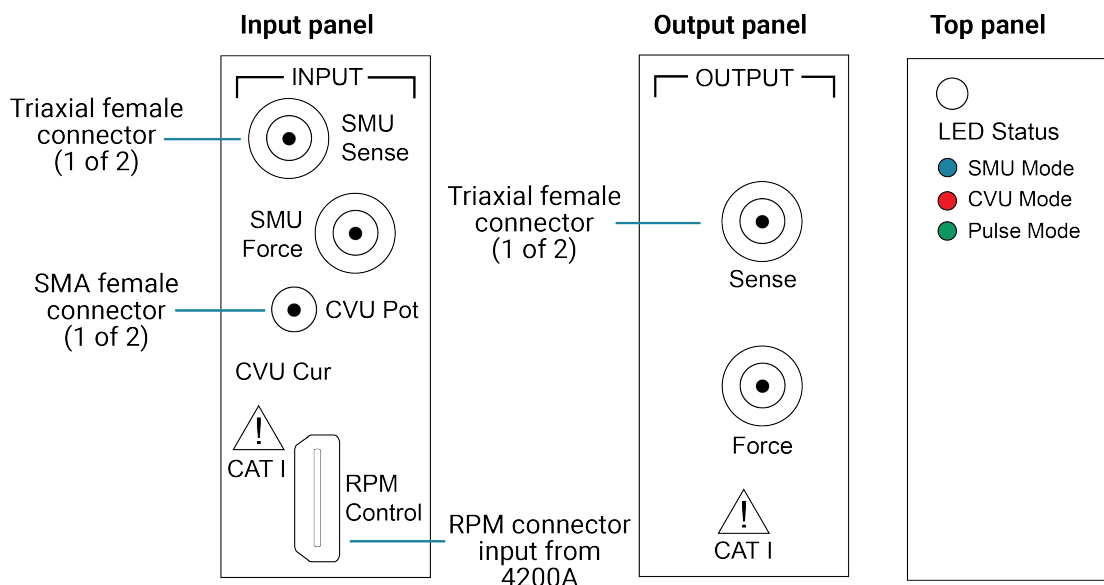 Input panel
INPUT
Triaxial female
connector
(1 of 2)
SMU
Sense
SMU
Force
SMA female
connector
(1 of 2)
CVU Pot
CVU Cur
!
CAT I
RPM
Control
RPM connector
input from
4200A
Output panel
OUTPUT
Triaxial female
connector
(1 of 2)
Sense
Force
!
CAT I
Top panel
LED Status
SMU Mode
CVU Mode
Pulse Mode